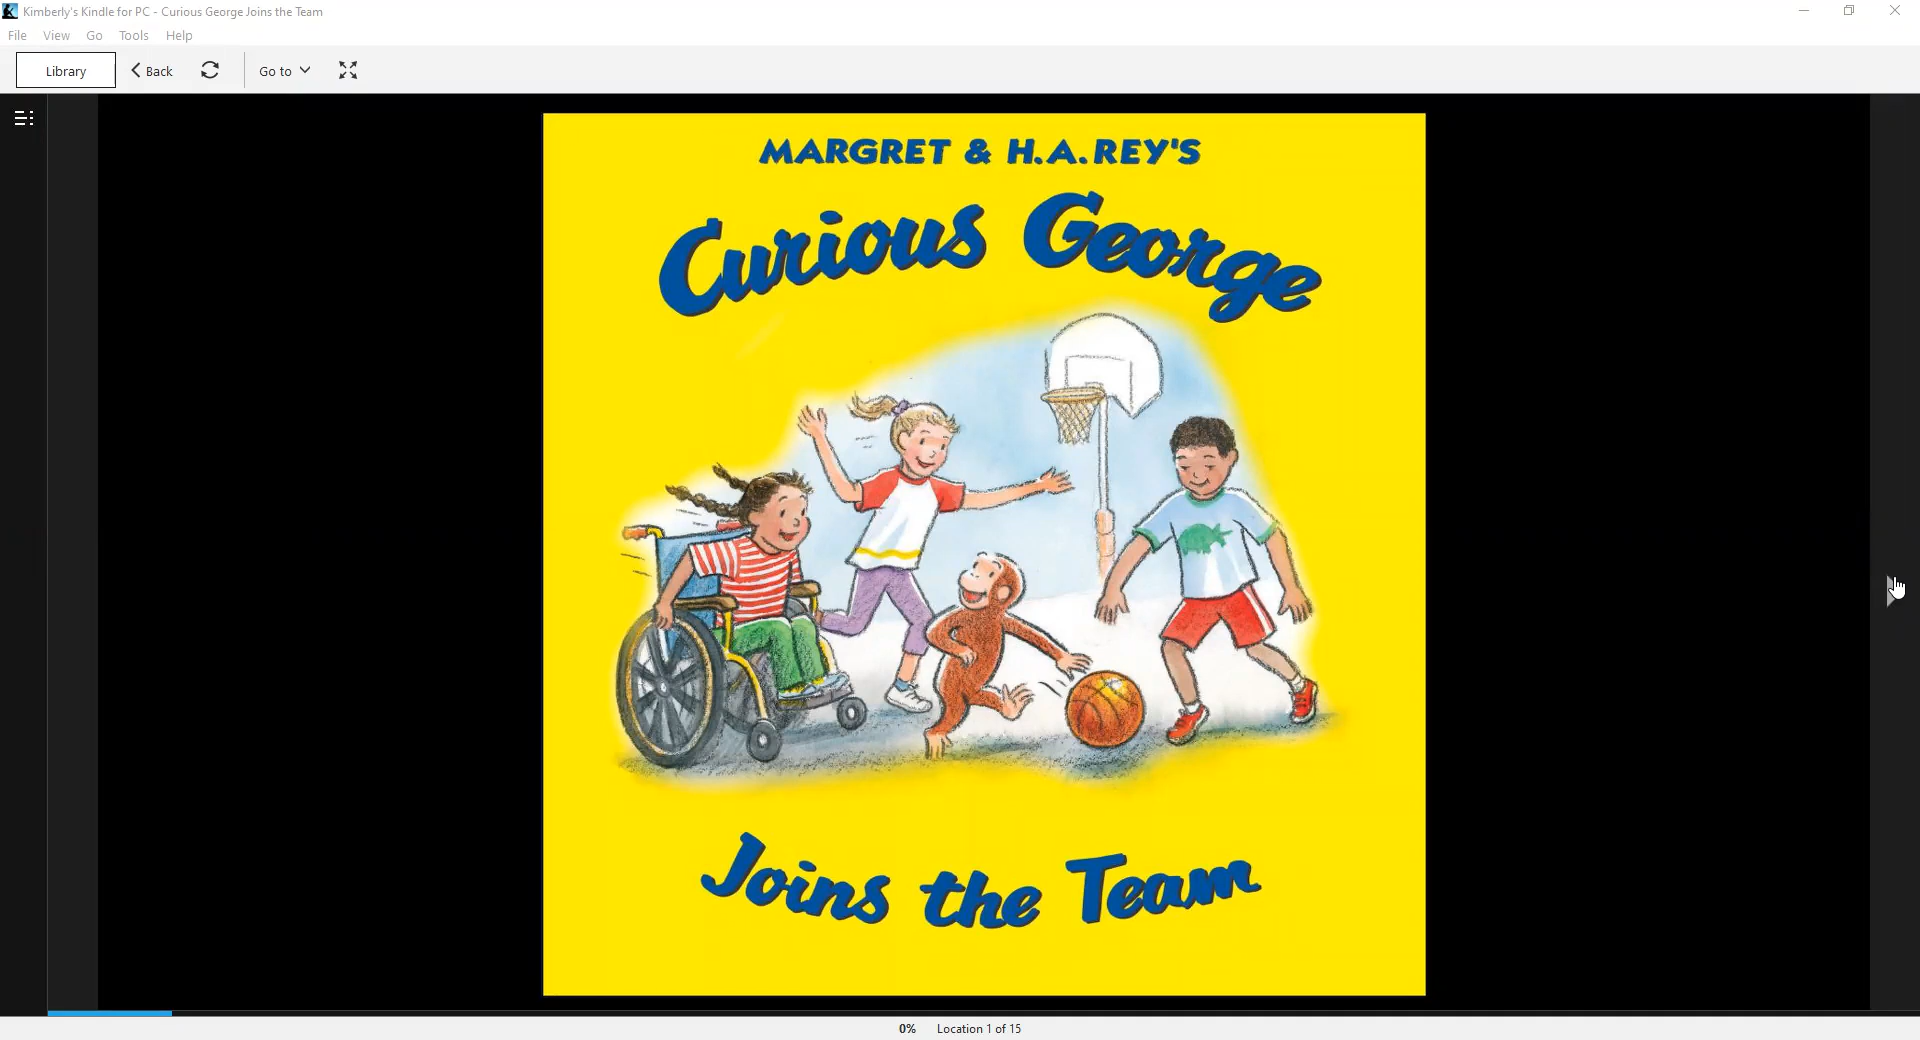 Kimberly's Kindle for PC - Curious George Joins the Team
File View Go Tools Help
Library Back Go to
MARGRET & H.A. REY'S
Curious George
Joins the Team
0% Location 1 of 15